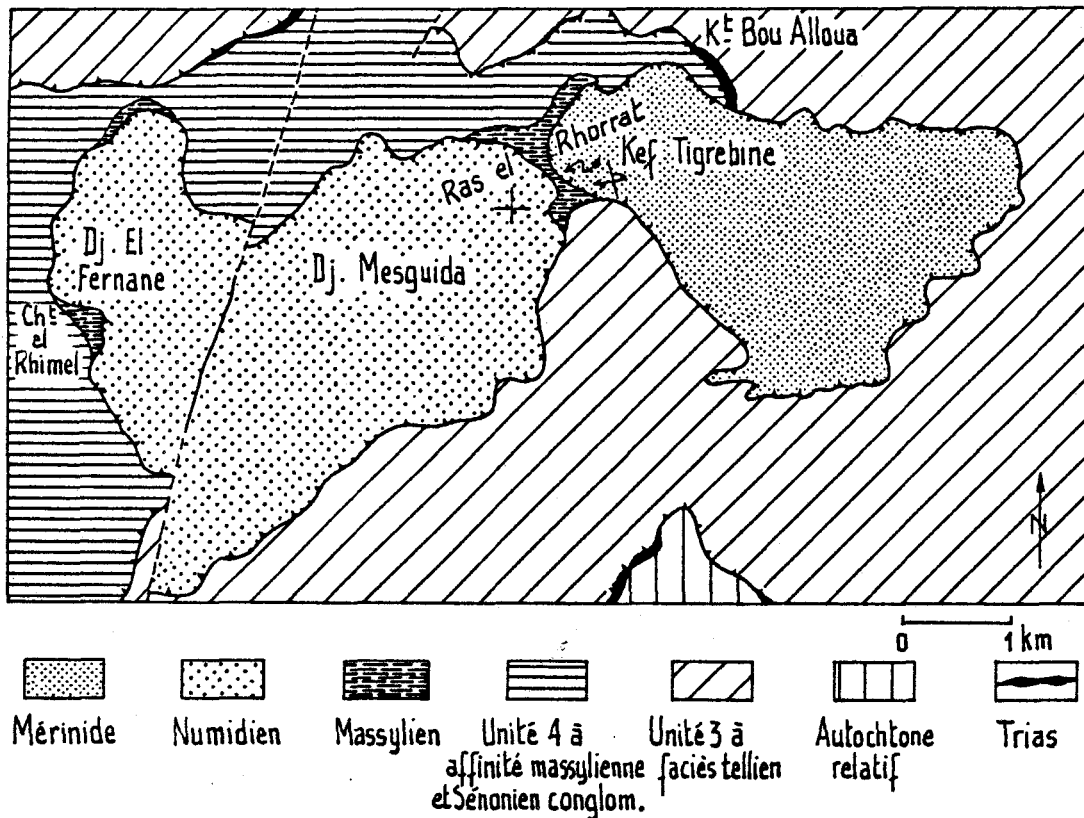 Kt Bou Alloua
Rhorrat
Kef Tigrebine
Ras el
Dj. El
Fernane
Dj. Mesguida
Cht
el
Rhimel
N
0 1 km
Mérinide
Numidien
Massylien
Unité 4 à
affinité massylienne
et Sénonien conglom.
Unité 3 à
faciès tellien
Autochtone
relatif
Trias